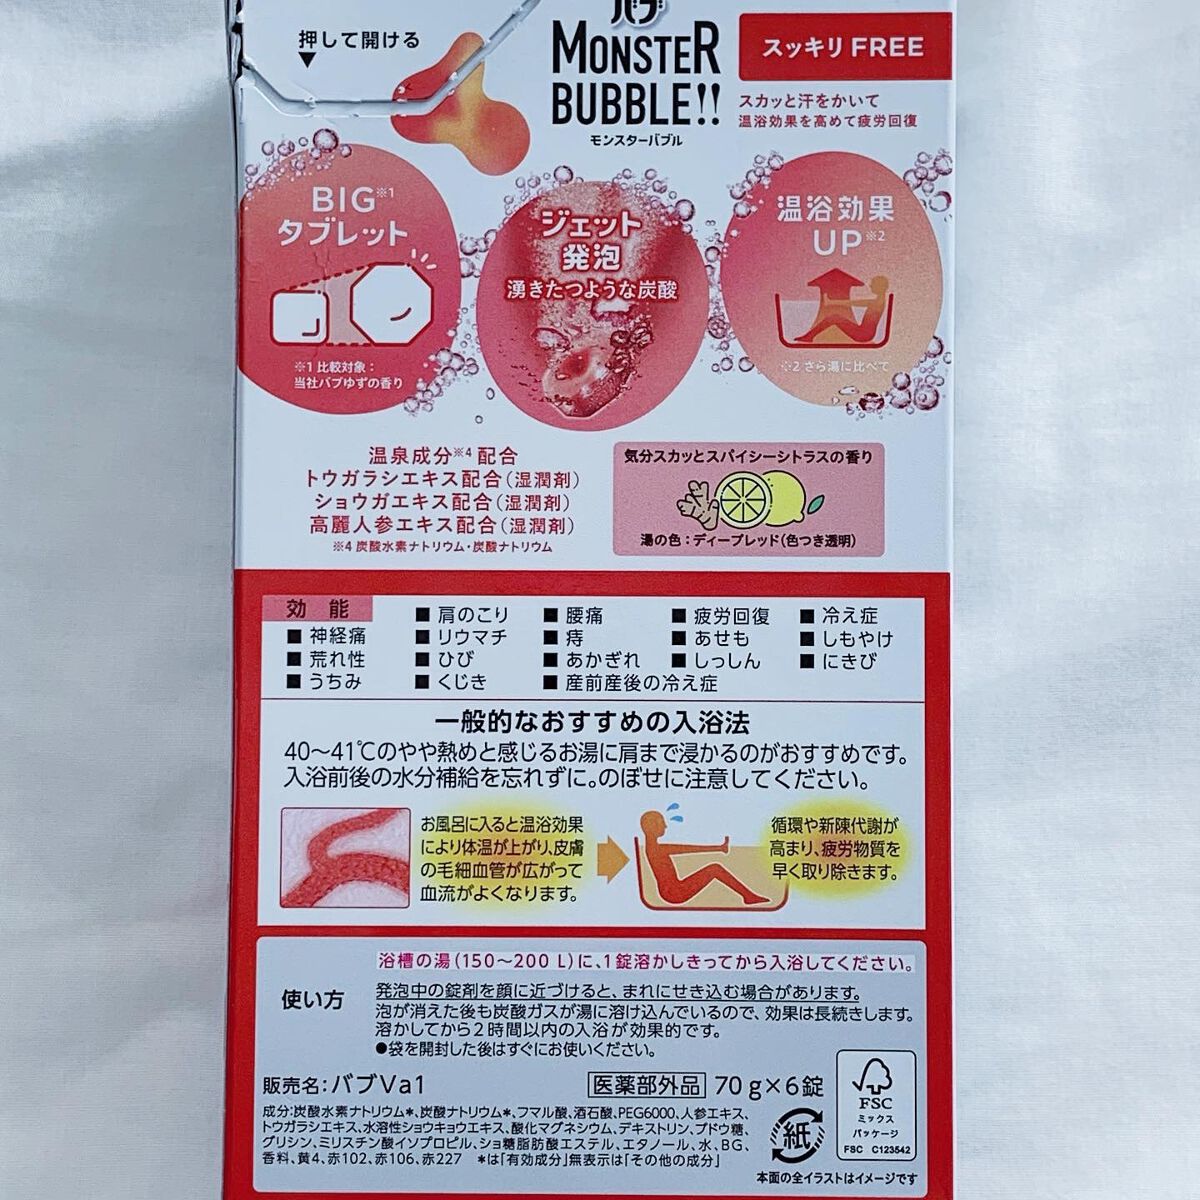 押して開ける
▼
バブ
MONSTER
BUBBLE!!
モンスターバブル
スッキリ FREE
スカッと汗をかいて
温浴効果を高めて疲労回復
BIG※1
タブレット
※1 比較対象：
当社バブゆずの香り
ジェット
発泡
湧きたつような炭酸
温浴効果
UP※2
※2 さら湯に比べて
温泉成分※4 配合
トウガラシエキス配合（湿潤剤）
ショウガエキス配合（湿潤剤）
高麗人参エキス配合（湿潤剤）
※4 炭酸水素ナトリウム・炭酸ナトリウム
気分スカッとスパイシーシトラスの香り
湯の色：ディープレッド（色つき透明）
効 能 ■ 肩のこり ■ 腰痛 ■ 疲労回復 ■ 冷え症
■ 神経痛 ■ リウマチ ■ 痔 ■ あせも ■ しもやけ
■ 荒れ性 ■ ひび ■ あかぎれ ■ しっしん ■ にきび
■ うちみ ■ くじき ■ 産前産後の冷え症
一般的なおすすめの入浴法
40〜41℃のやや熱めと感じるお湯に肩まで浸かるのがおすすめです。
入浴前後の水分補給を忘れずに。のぼせに注意してください。
お風呂に入ると温浴効果
により体温が上がり、皮膚
の毛細血管が広がって
血流がよくなります。
循環や新陳代謝が
高まり、疲労物質を
早く取り除きます。
使い方
浴槽の湯（150〜200 L）に、1錠溶かしきってから入浴してください。
発泡中の錠剤を顔に近づけると、まれにせき込む場合があります。
泡が消えた後も炭酸ガスが湯に溶け込んでいるので、効果は長続きします。
溶かしてから2時間以内の入浴が効果的です。
●袋を開封した後はすぐにお使いください。
販売名：バブVa1
医薬部外品 70g×6錠
成分：炭酸水素ナトリウム＊、炭酸ナトリウム＊、フマル酸、酒石酸、PEG6000、人参エキス、
トウガラシエキス、水溶性ショウキョウエキス、酸化マグネシウム、デキストリン、ブドウ糖、
グリシン、ミリスチン酸イソプロピル、ショ糖脂肪酸エステル、エタノール、水、BG、
香料、黄4、赤102、赤106、赤227 ＊は「有効成分」無表示は「その他の成分」
紙
FSC
ミックス
パッケージ
FSC C123542
本面の全イラストはイメージです